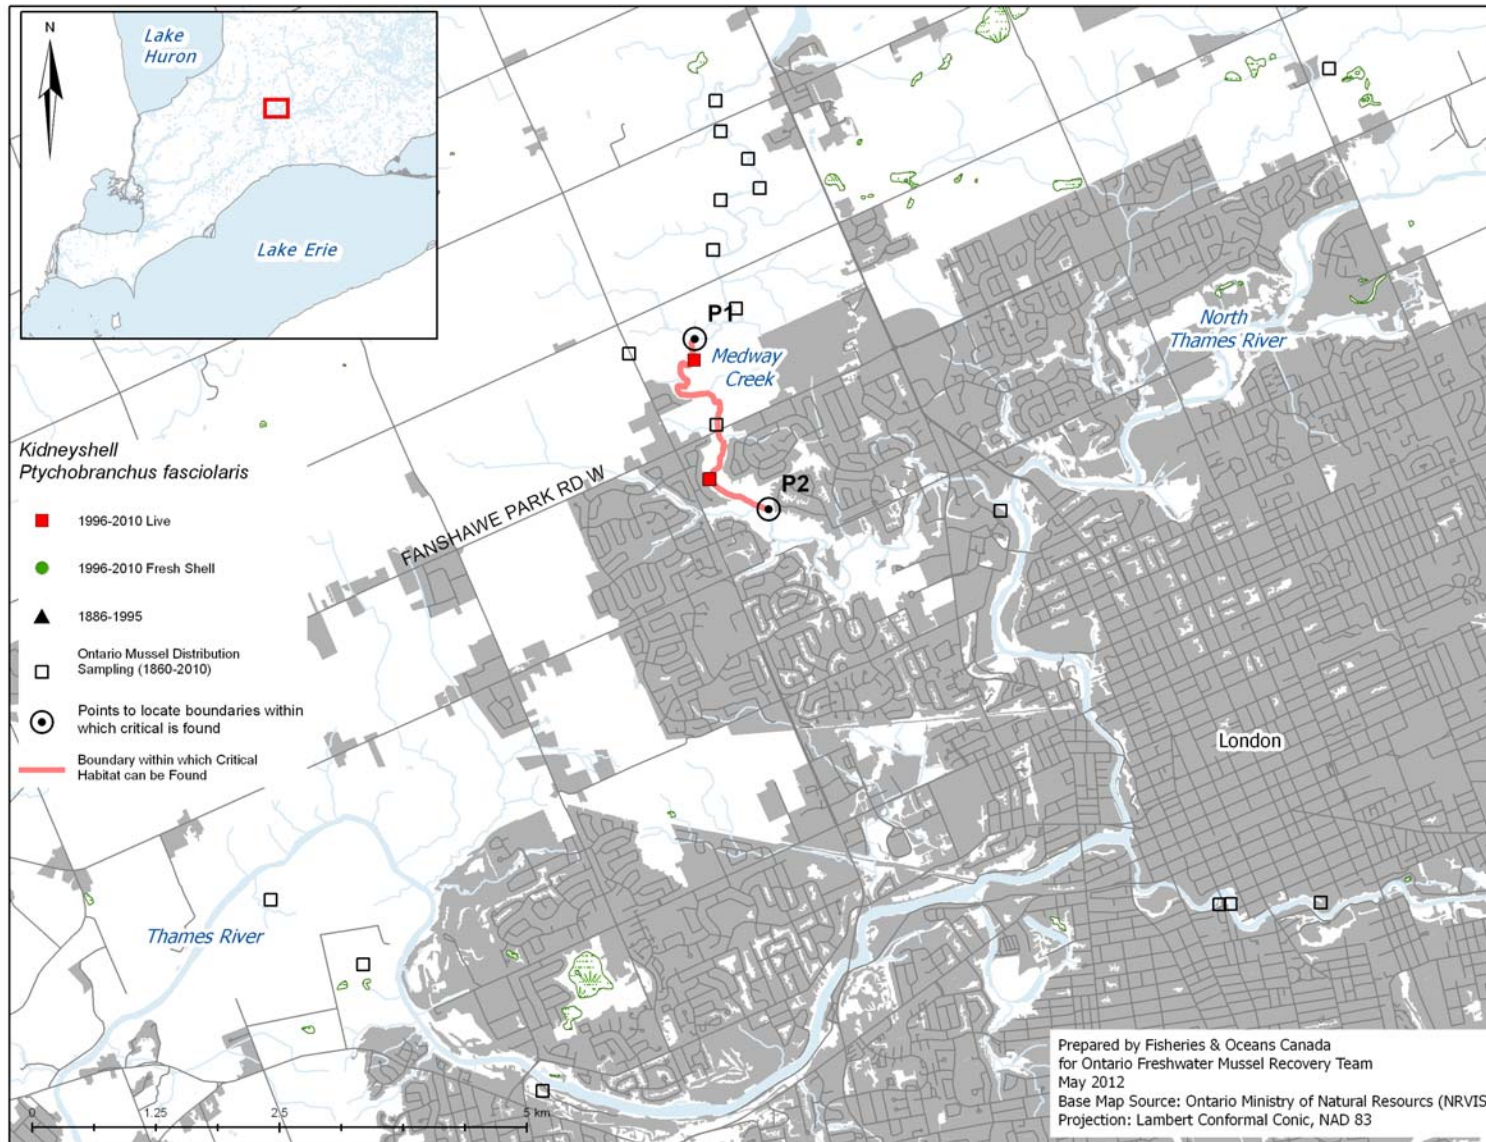 N
Lake
Huron
Lake Erie
P1
Medway
Creek
North
Thames River
P2
FANSHAWE PARK RD W
Kidneyshell
Ptychobranchus fasciolaris
1996-2010 Live
1996-2010 Fresh Shell
1886-1995
Ontario Mussel Distribution
Sampling (1860-2010)
Points to locate boundaries within
which critical is found
Boundary within which Critical
Habitat can be Found
London
Thames River
0 1.25 2.5 5 km
Prepared by Fisheries & Oceans Canada
for Ontario Freshwater Mussel Recovery Team
May 2012
Base Map Source: Ontario Ministry of Natural Resourcs (NRVIS
Projection: Lambert Conformal Conic, NAD 83